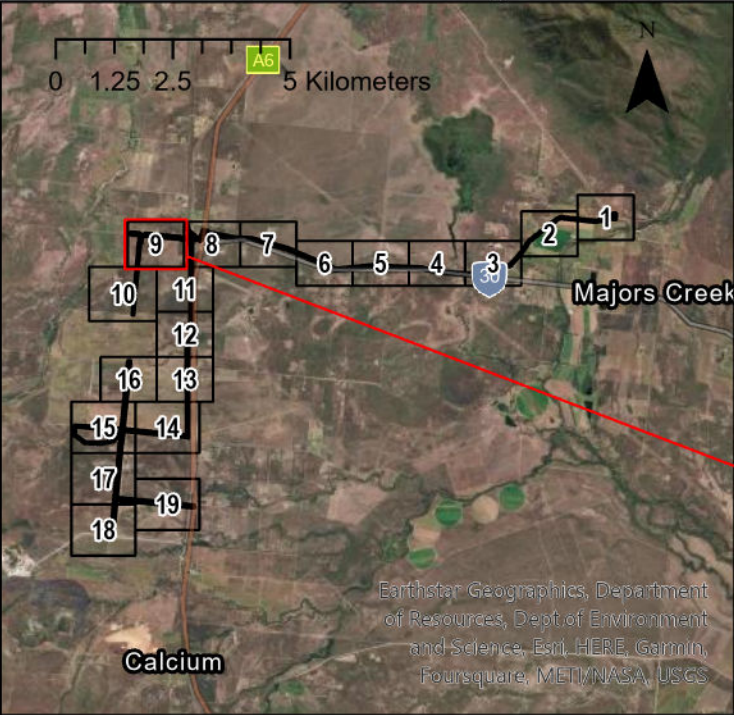 N
A6
0 1.25 2.5 5 Kilometers
1
2
9 8 7
6 5 4 3
10 11
Majors Creek
12
16 13
15 14
17
19
18
Earthstar Geographics, Department
of Resources, Dept.of Environment
and Science, Esri, HERE, Garmin,
Foursquare, METI/NASA, USGS
Calcium